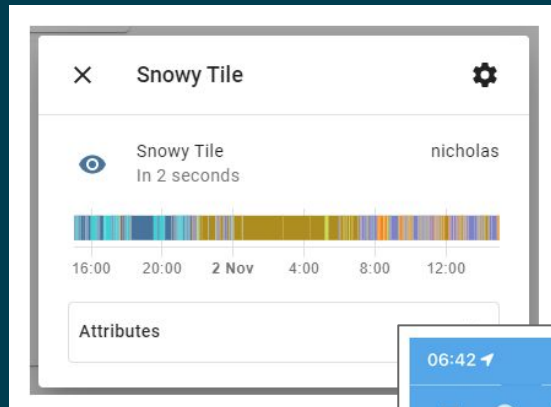 Snowy Tile
Snowy Tile nicholas
In 2 seconds
16:00 20:00 2 Nov 4:00 8:00 12:00
Attributes
06:42